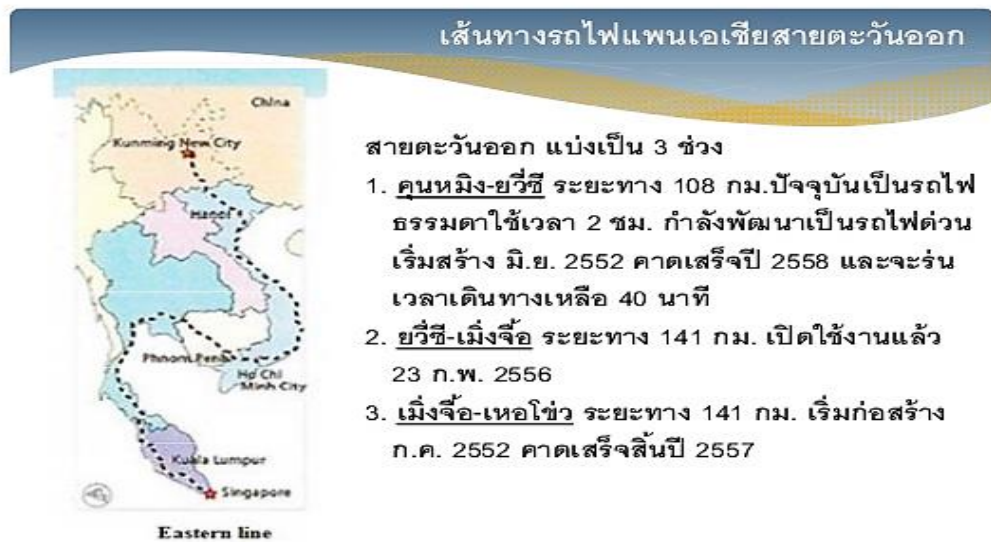 เส้นทางรถไฟแพนเอเชียสายตะวันออก
China
Kunming New City
Hanoi
Phnom Penh
Ho Chi
Minh City
Kuala Lumpur
Singapore
Eastern line
สายตะวันออก แบ่งเป็น 3 ช่วง
1. คุนหมิง-ยวี่ซี ระยะทาง 108 กม.ปัจจุบันเป็นรถไฟ
ธรรมดาใช้เวลา 2 ชม. กำลังพัฒนาเป็นรถไฟด่วน
เริ่มสร้าง มิ.ย. 2552 คาดเสร็จปี 2558 และจะร่น
เวลาเดินทางเหลือ 40 นาที
2. ยวี่ซี-เมิ่งจื้อ ระยะทาง 141 กม. เปิดใช้งานแล้ว
23 ก.พ. 2556
3. เมิ่งจื้อ-เหอโข่ว ระยะทาง 141 กม. เริ่มก่อสร้าง
ก.ค. 2552 คาดเสร็จสิ้นปี 2557